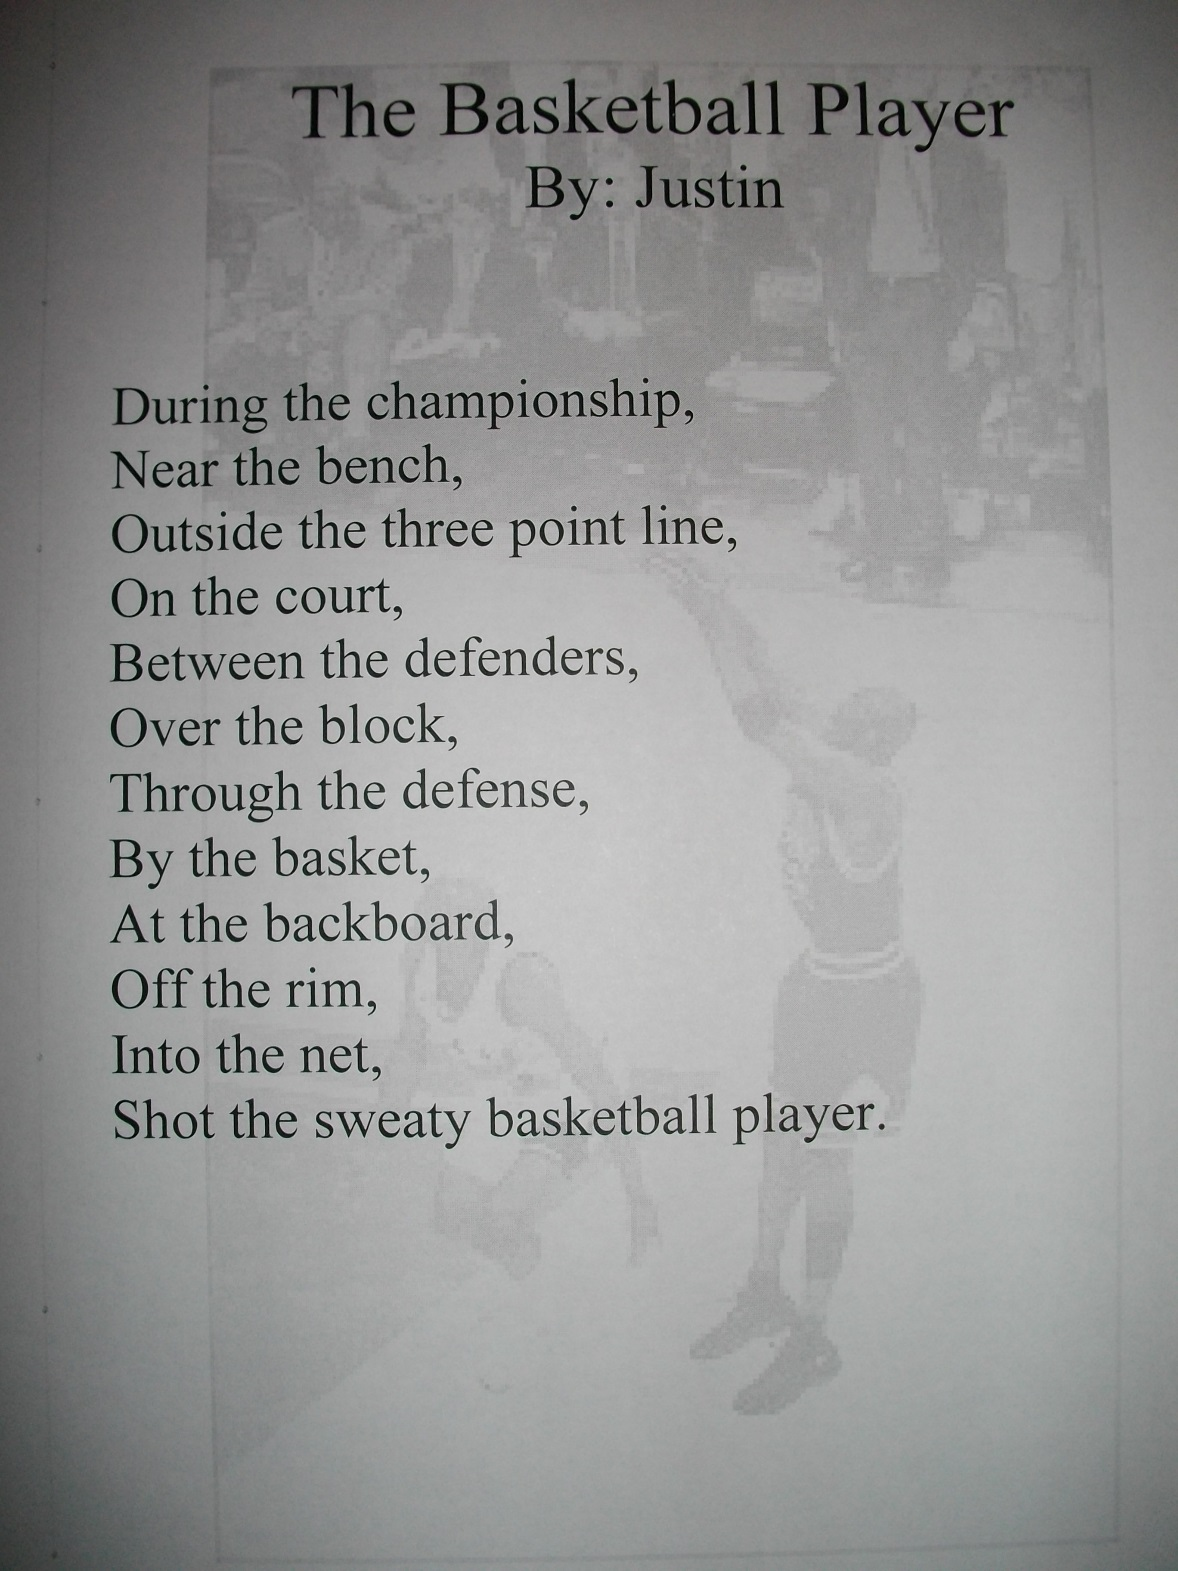 The Basketball Player
By: Justin
During the championship,
Near the bench,
Outside the three point line,
On the court,
Between the defenders,
Over the block,
Through the defense,
By the basket,
At the backboard,
Off the rim,
Into the net,
Shot the sweaty basketball player.